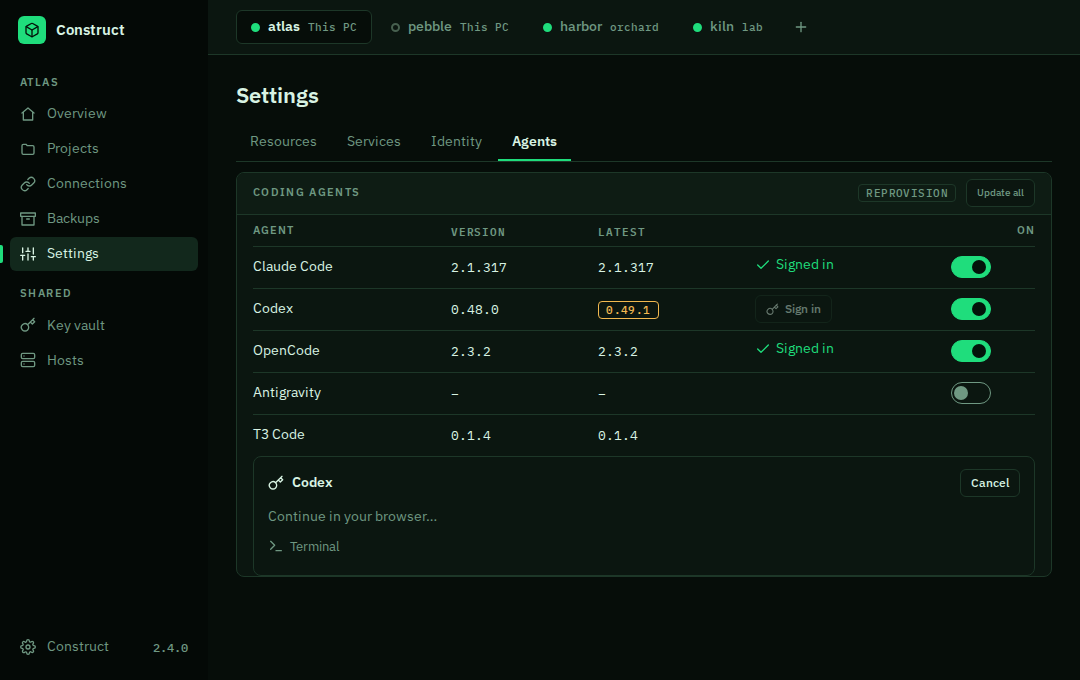 Construct
atlas This PC
pebble This PC
harbor orchard
kiln lab
ATLAS
Overview
Projects
Connections
Backups
Settings
SHARED
Key vault
Hosts
Construct 2.4.0
Settings
Resources Services Identity Agents
CODING AGENTS REPROVISION Update all
AGENT VERSION LATEST ON
Claude Code 2.1.317 2.1.317 Signed in
Codex 0.48.0 0.49.1 Sign in
OpenCode 2.3.2 2.3.2 Signed in
Antigravity – –
T3 Code 0.1.4 0.1.4
Codex Cancel
Continue in your browser…
Terminal